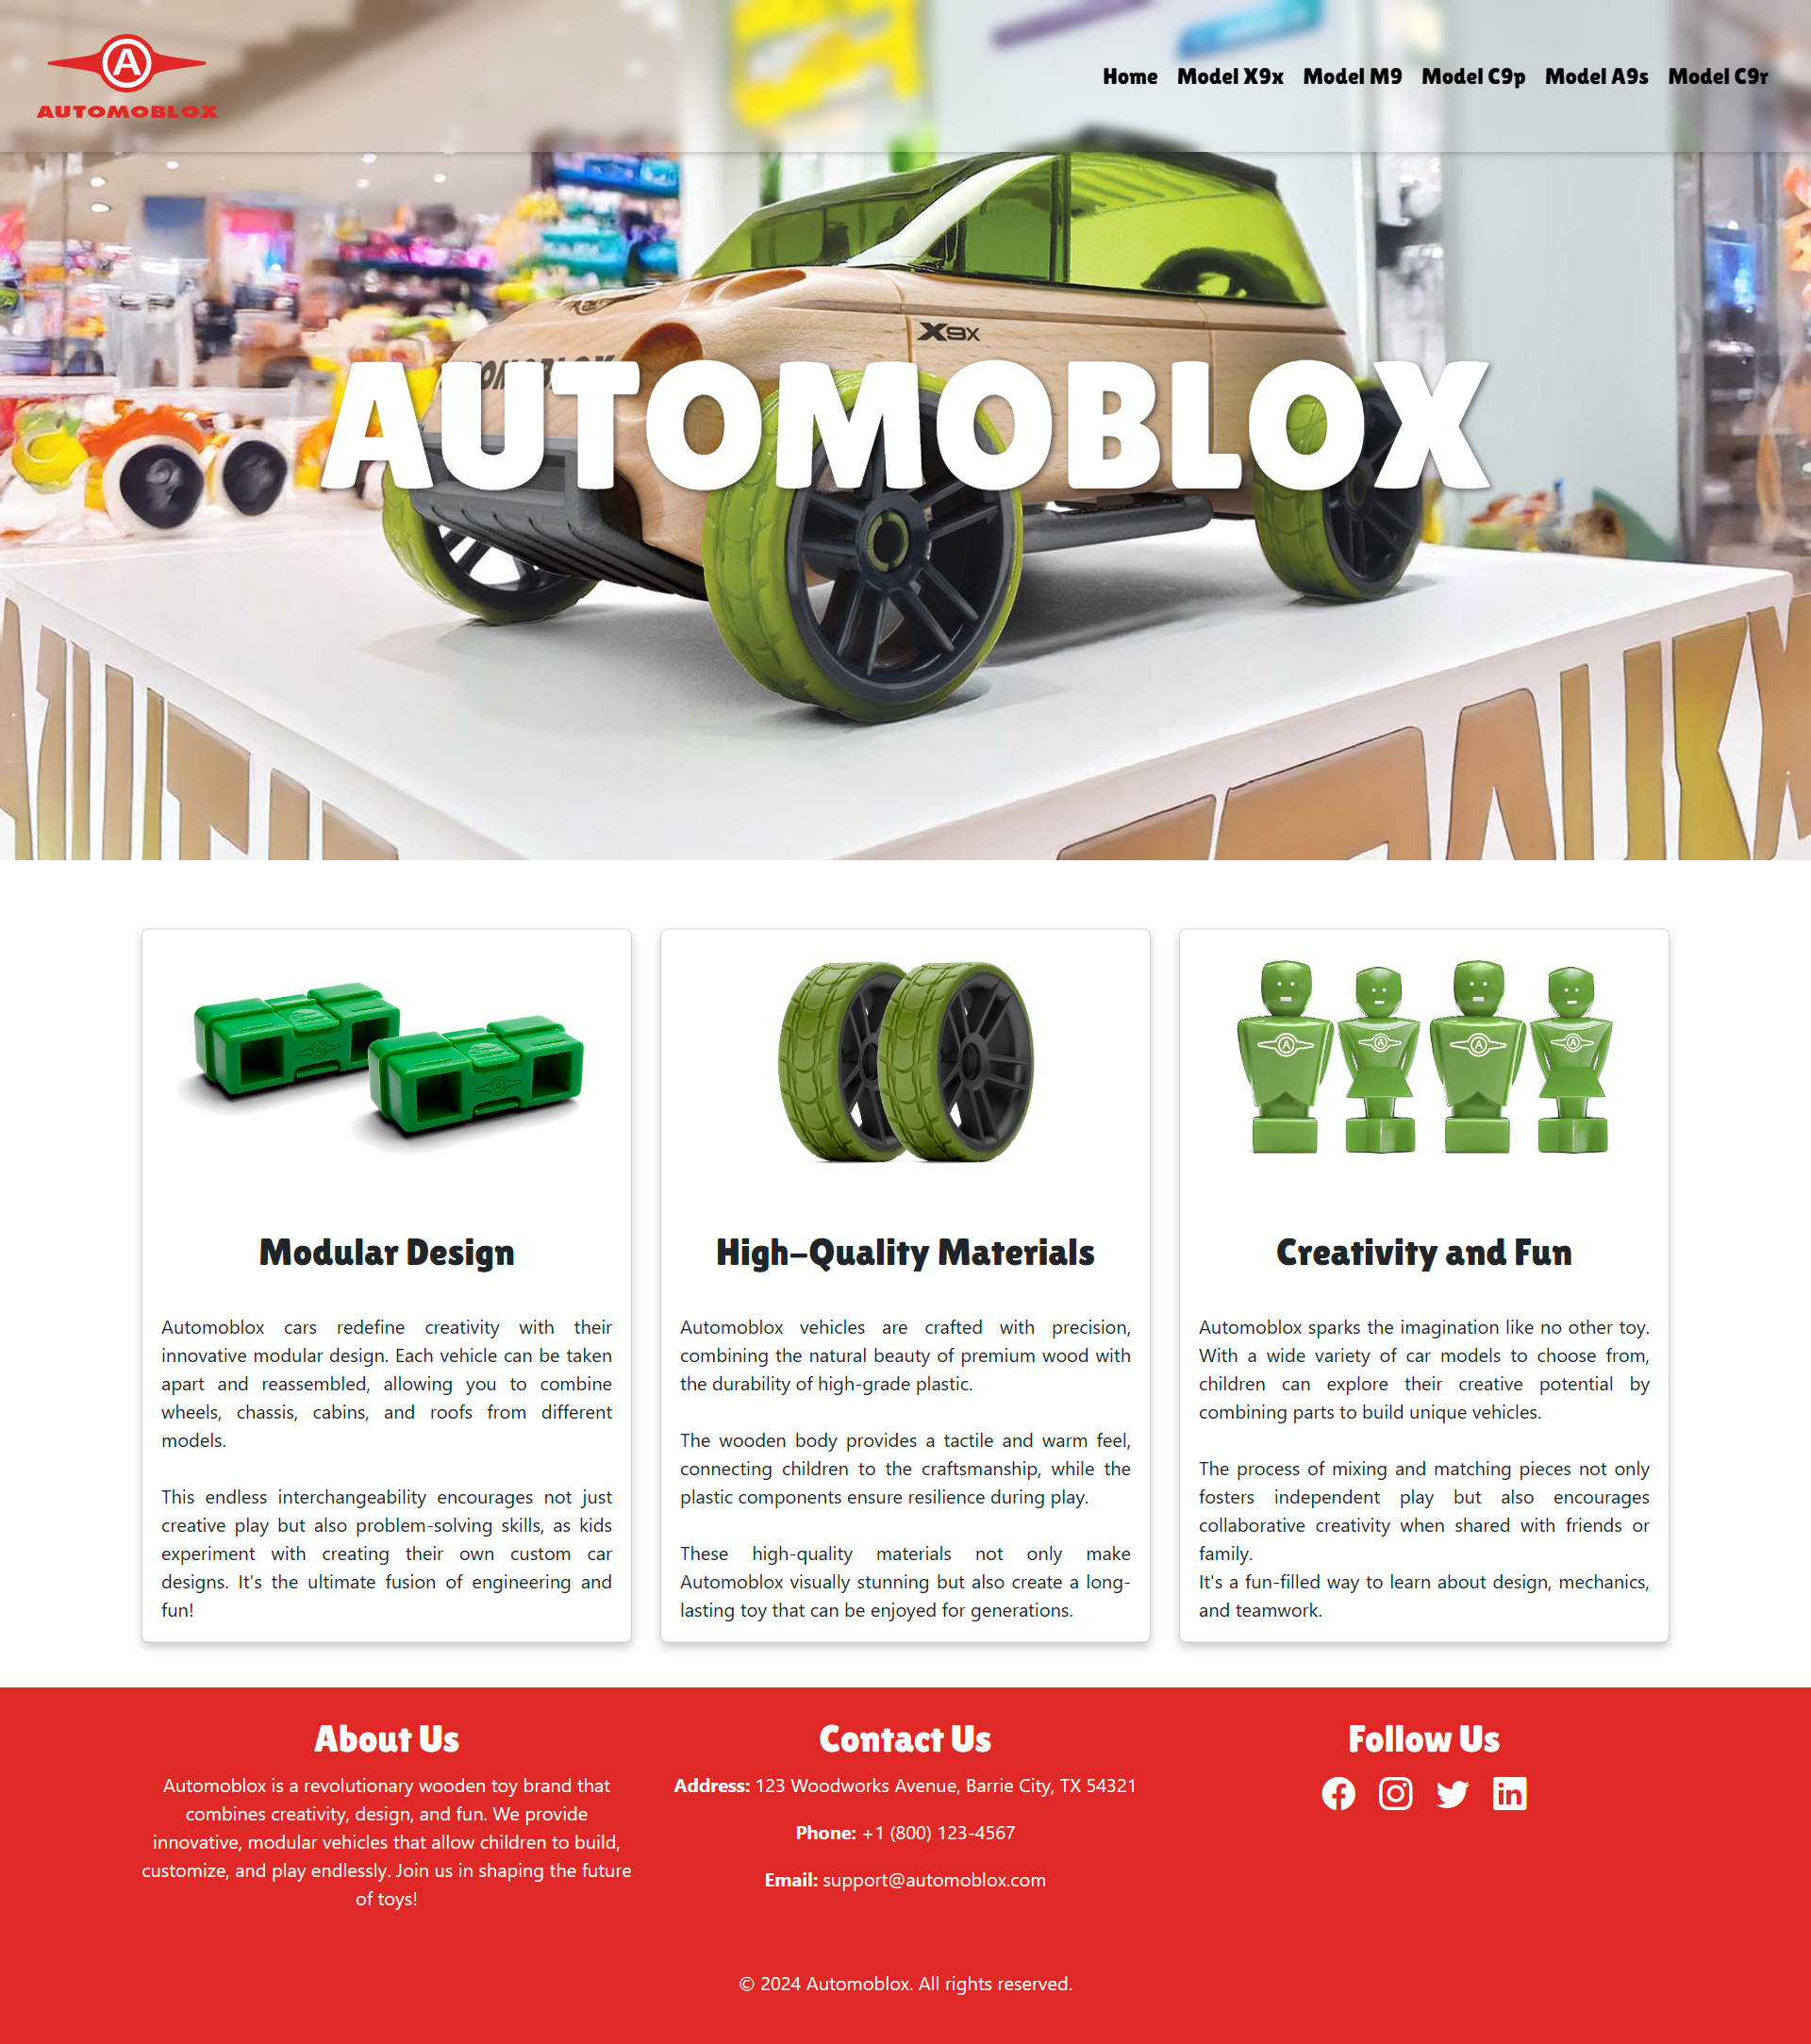 A
AUTOMOBLOX
Home Model X9x Model M9 Model C9p Model A9s Model C9r
X9X
AUTOMOBLOX
Modular Design
Automoblox cars redefine creativity with their
innovative modular design. Each vehicle can be taken
apart and reassembled, allowing you to combine
wheels, chassis, cabins, and roofs from different
models.
This endless interchangeability encourages not just
creative play but also problem-solving skills, as kids
experiment with creating their own custom car
designs. It's the ultimate fusion of engineering and
fun!
High-Quality Materials
Automoblox vehicles are crafted with precision,
combining the natural beauty of premium wood with
the durability of high-grade plastic.
The wooden body provides a tactile and warm feel,
connecting children to the craftsmanship, while the
plastic components ensure resilience during play.
These high-quality materials not only make
Automoblox visually stunning but also create a long-
lasting toy that can be enjoyed for generations.
A
A
A
A
Creativity and Fun
Automoblox sparks the imagination like no other toy.
With a wide variety of car models to choose from,
children can explore their creative potential by
combining parts to build unique vehicles.
The process of mixing and matching pieces not only
fosters independent play but also encourages
collaborative creativity when shared with friends or
family.
It's a fun-filled way to learn about design, mechanics,
and teamwork.
About Us
Automoblox is a revolutionary wooden toy brand that
combines creativity, design, and fun. We provide
innovative, modular vehicles that allow children to build,
customize, and play endlessly. Join us in shaping the future
of toys!
Contact Us
Address: 123 Woodworks Avenue, Barrie City, TX 54321
Phone: +1 (800) 123-4567
Email: support@automoblox.com
Follow Us
in
© 2024 Automoblox. All rights reserved.